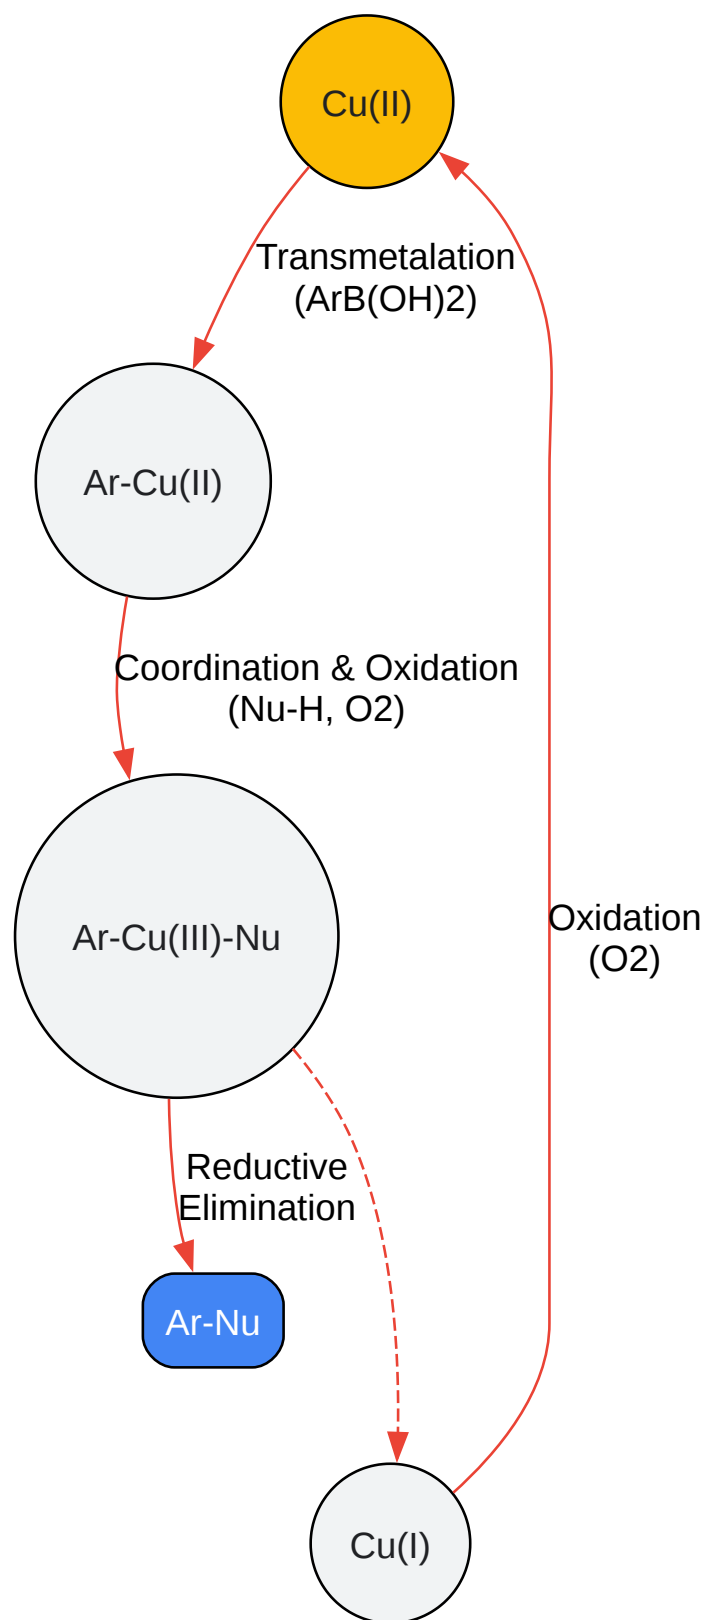 Cu(II)
Transmetalation
(ArB(OH)2)
Ar-Cu(II)
Coordination & Oxidation
(Nu-H, O2)
Ar-Cu(III)-Nu
Oxidation
(O2)
Reductive
Elimination
Ar-Nu
Cu(I)